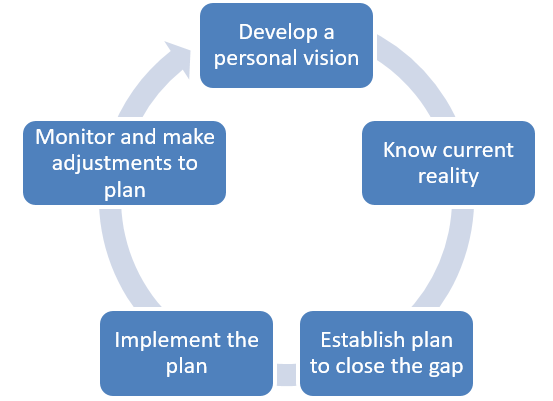 Develop a
personal vision
Know current
reality
Establish plan
to close the gap
Implement the
plan
Monitor and make
adjustments to
plan